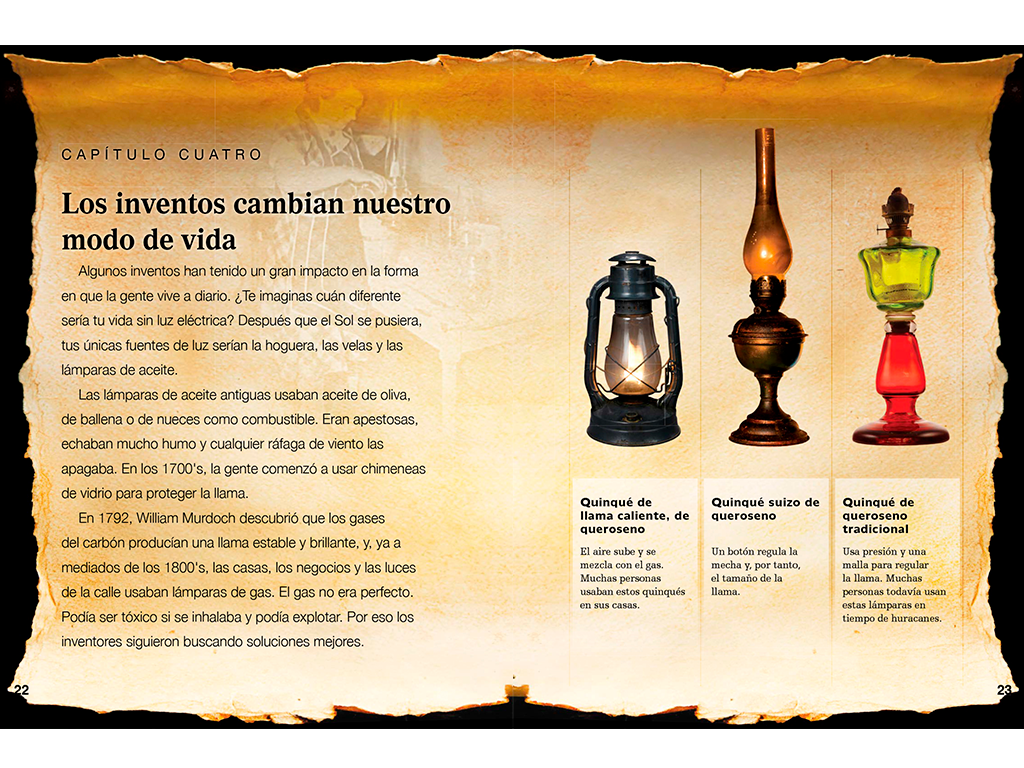 CAPÍTULO CUATRO
Los inventos cambian nuestro
modo de vida
Algunos inventos han tenido un gran impacto en la forma
en que la gente vive a diario. ¿Te imaginas cuán diferente
sería tu vida sin luz eléctrica? Después que el Sol se pusiera,
tus únicas fuentes de luz serían la hoguera, las velas y las
lámparas de aceite.
Las lámparas de aceite antiguas usaban aceite de oliva,
de ballena o de nueces como combustible. Eran apestosas,
echaban mucho humo y cualquier ráfaga de viento las
apagaba. En los 1700's, la gente comenzó a usar chimeneas
de vidrio para proteger la llama.
En 1792, William Murdoch descubrió que los gases
del carbón producían una llama estable y brillante, y, ya a
mediados de los 1800's, las casas, los negocios y las luces
de la calle usaban lámparas de gas. El gas no era perfecto.
Podía ser tóxico si se inhalaba y podía explotar. Por eso los
inventores siguieron buscando soluciones mejores.
22
Quinqué de
llama caliente, de
queroseno
El aire sube y se
mezcla con el gas.
Muchas personas
usaban estos quinqués
en sus casas.
Quinqué suizo de
queroseno
Un botón regula la
mecha y, por tanto,
el tamaño de la
llama.
Quinqué de
queroseno
tradicional
Usa presión y una
malla para regular
la llama. Muchas
personas todavía usan
estas lámparas en
tiempo de huracanes.
23